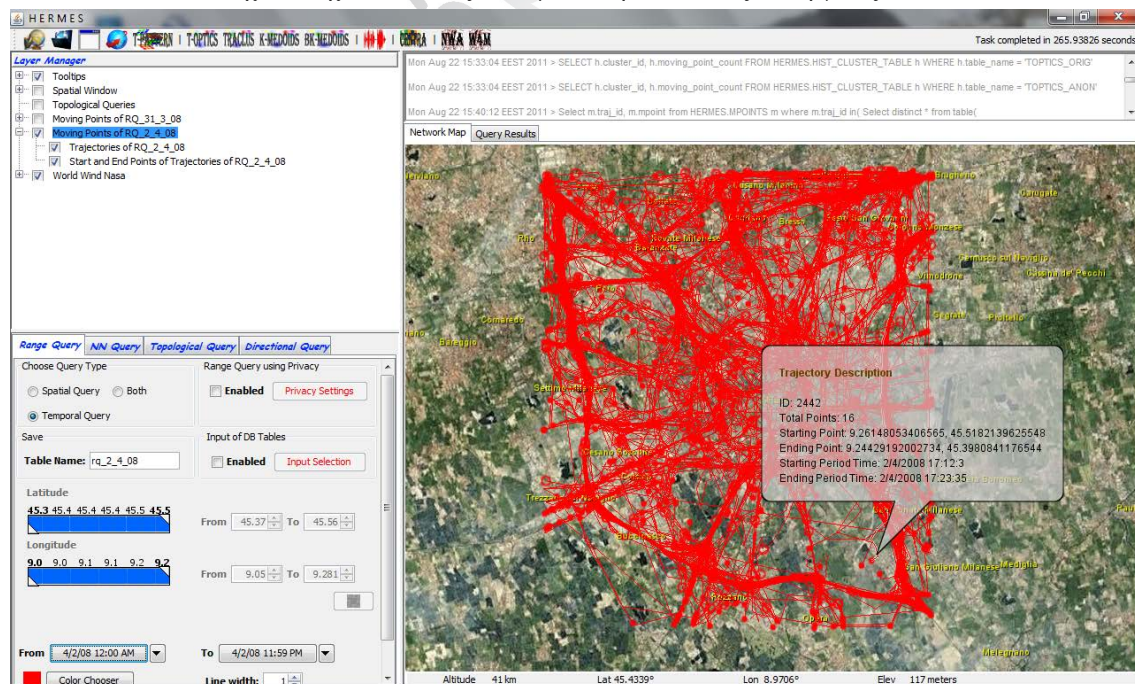 HERMES
T-PATTERN | T-OPTICS TRACLUS K-MEDOIDS BK-MEDOIDS | | NWA W4M
Task completed in 265.93826 seconds
Layer Manager
Tooltips
Spatial Window
Topological Queries
Moving Points of RQ_31_3_08
Moving Points of RQ_2_4_08
Trajectories of RQ_2_4_08
Start and End Points of Trajectories of RQ_2_4_08
World Wind Nasa
Mon Aug 22 15:33:04 EEST 2011 > SELECT h.cluster_id, h.moving_point_count FROM HERMES.HIST_CLUSTER_TABLE h WHERE h.table_name = 'TOPTICS_ORIG'
Mon Aug 22 15:33:04 EEST 2011 > SELECT h.cluster_id, h.moving_point_count FROM HERMES.HIST_CLUSTER_TABLE h WHERE h.table_name = 'TOPTICS_ANON'
Mon Aug 22 15:40:12 EEST 2011 > Select m.traj_id, m.mpoint from HERMES.MPOINTS m where m.traj_id in( Select distinct * from table(
Network Map Query Results
Brugherio
Carugate
Cusano Milanino
Bresso
Novate Milanese
Rho
Cernusco sul Naviglio
Cassina de' Pecchi
Vimodrone
Pero
Segrate
Pioltello
Cornaredo
Bareggio
Settimo Milanese
Cesano Boscone
Corsico
Buccinasco
San Giuliano Milanese
Mediglia
Rozzano
Opera
Melegnano
Trajectory Description
ID: 2442
Total Points: 16
Starting Point: 9.26148053406565, 45.5182139625548
Ending Point: 9.24429192002734, 45.3980841176544
Starting Period Time: 2/4/2008 17:12:3
Ending Period Time: 2/4/2008 17:23:35
Altitude 41 km Lat 45.4339° Lon 8.9706° Elev 117 meters
Range Query NN Query Topological Query Directional Query
Choose Query Type
Spatial Query Both
Temporal Query
Range Query using Privacy
Enabled Privacy Settings
Save
Table Name: rq_2_4_08
Input of DB Tables
Enabled Input Selection
Latitude
45.3 45.4 45.4 45.4 45.5 45.5
From 45.37 To 45.56
Longitude
9.0 9.0 9.1 9.1 9.2 9.2
From 9.05 To 9.281
From 4/2/08 12:00 AM To 4/2/08 11:59 PM
Color Chooser Line width: 1